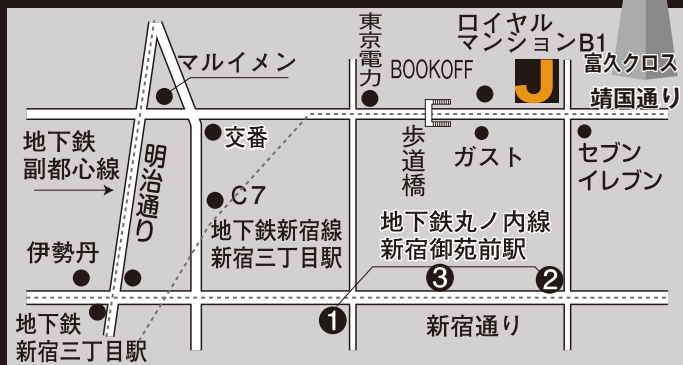 東京電力
ロイヤル
マンションB1
マルイメン
BOOKOFF
J
富久クロス
靖国通り
地下鉄
副都心線
明治通り
交番
歩道橋
ガスト
セブン
イレブン
C7
地下鉄新宿線
新宿三丁目駅
地下鉄丸ノ内線
新宿御苑前駅
伊勢丹
❸
❷
❶
新宿通り
地下鉄
新宿三丁目駅